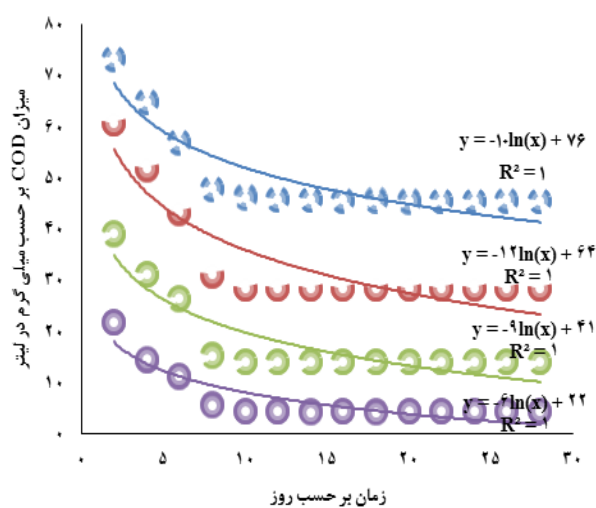 میزان COD بر حسب میلی گرم در لیتر
۸۰
۷۰
۶۰
۵۰
۴۰
۳۰
۲۰
۱۰
۰
y = -۱۰ln(x) + ۷۶
R² = ۱
y = -۱۲ln(x) + ۶۴
R² = ۱
y = -۹ln(x) + ۴۱
R² = ۱
y = -۶ln(x) + ۲۲
R² = ۱
۰ ۵ ۱۰ ۱۵ ۲۰ ۲۵ ۳۰
زمان بر حسب روز